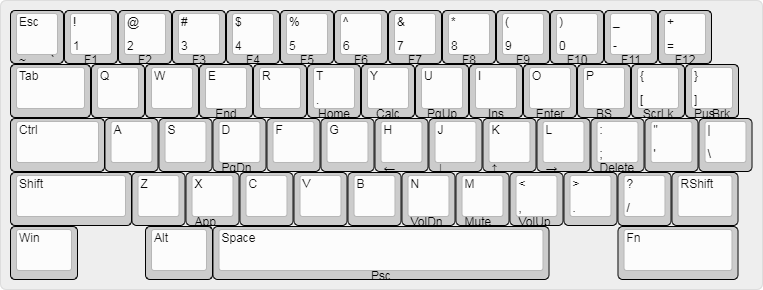 Esc ! @ # $ % ^ & * ( ) _ +
1 2 3 4 5 6 7 8 9 0 - =
~ ` F1 F2 F3 F4 F5 F6 F7 F8 F9 F10 F11 F12
Tab Q W E R T Y U I O P { }
. [ ]
End Home Calc PgUp Ins Enter BS ScrLk PusBrk
Ctrl A S D F G H J K L : " |
; ' \
PgDn ← ↓ ↑ → Delete
Shift Z X C V B N M < > ? RShift
, . /
App VolDn Mute VolUp
Win Alt Space Fn
Psc